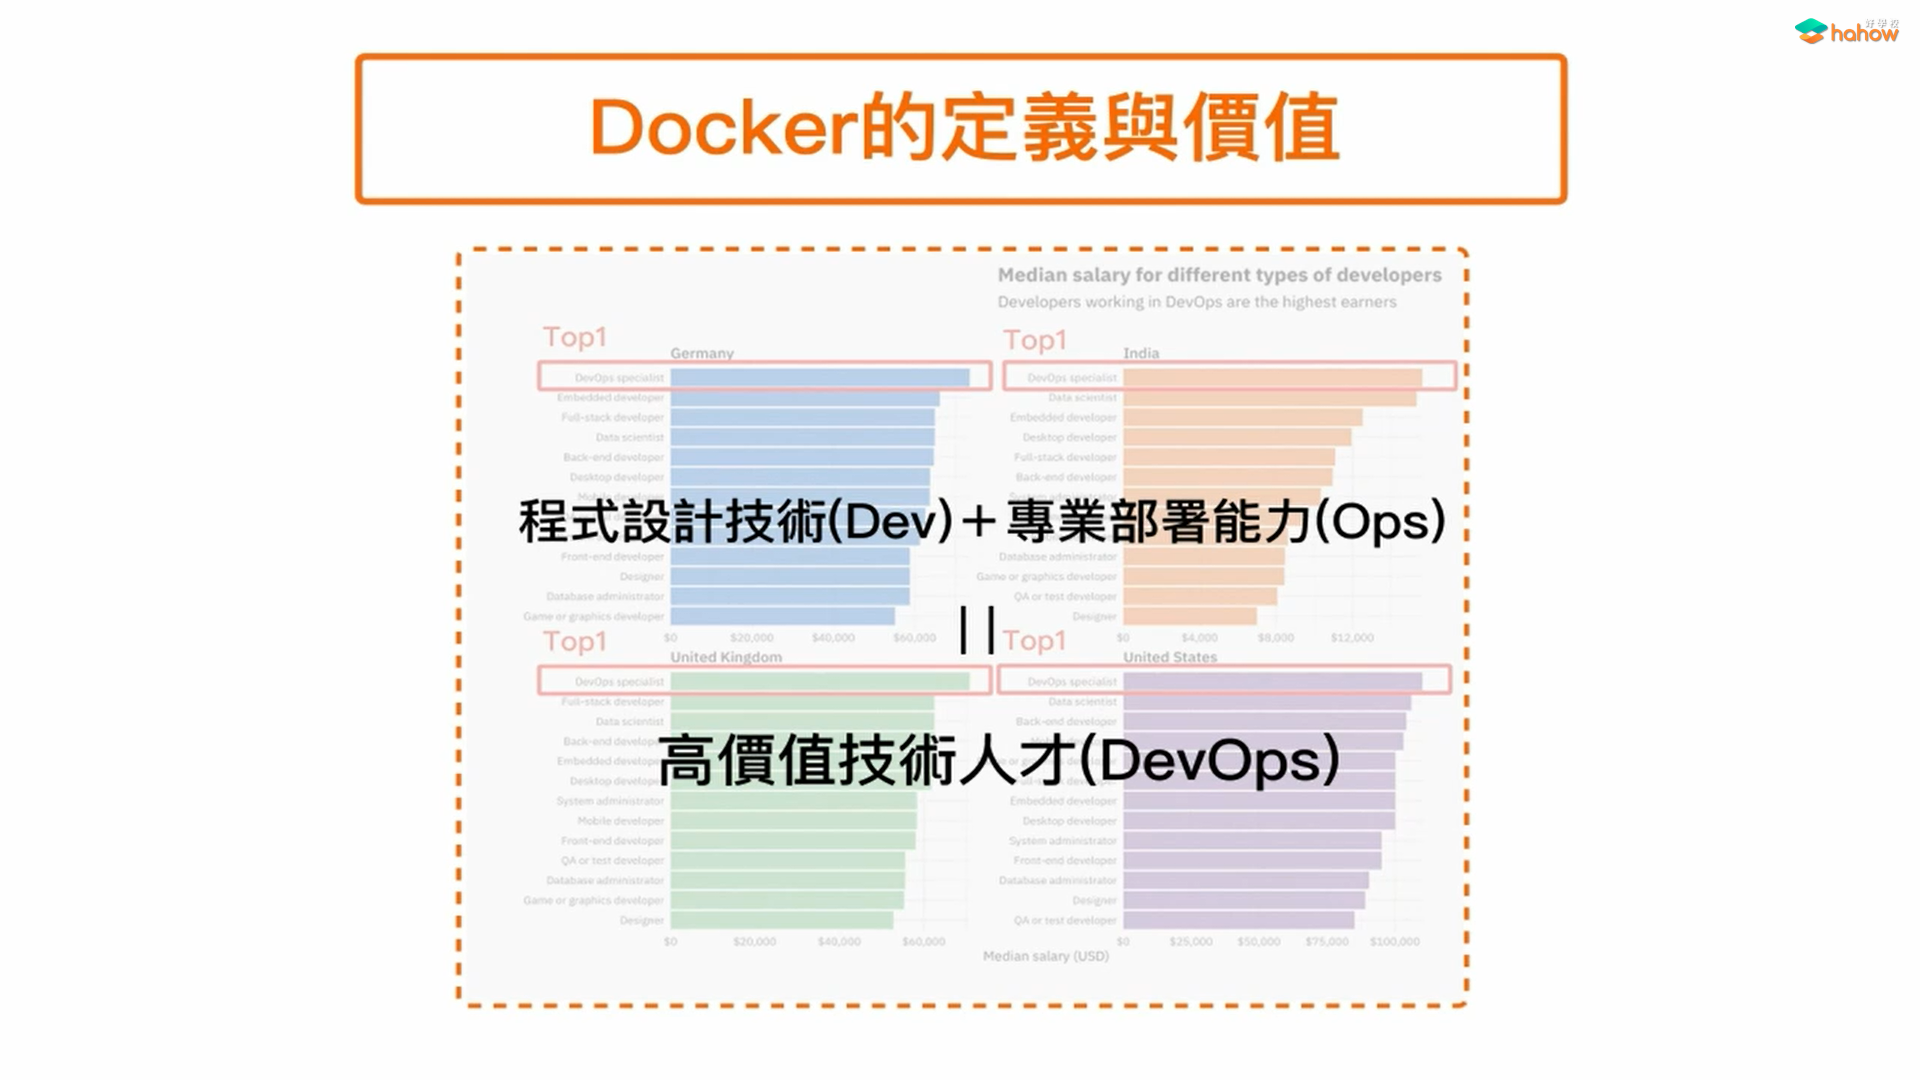 好學校
hahow
Docker的定義與價值
Median salary for different types of developers
Developers working in DevOps are the highest earners
Top1
Germany
DevOps specialist
Embedded developer
Full-stack developer
Data scientist
Back-end developer
Desktop developer
Mobile developer
Front-end developer
Designer
Database administrator
Game or graphics developer
$0 $20,000 $40,000 $60,000
Top1
India
DevOps specialist
Data scientist
Embedded developer
Desktop developer
Full-stack developer
Back-end developer
System administrator
Database administrator
Game or graphics developer
QA or test developer
Designer
$0 $4,000 $8,000 $12,000
程式設計技術(Dev)+專業部署能力(Ops)
||
Top1
United Kingdom
DevOps specialist
Full-stack developer
Data scientist
Back-end developer
Embedded developer
Desktop developer
System administrator
Mobile developer
Front-end developer
QA or test developer
Database administrator
Game or graphics developer
Designer
$0 $20,000 $40,000 $60,000
Top1
United States
DevOps specialist
Data scientist
Back-end developer
Embedded developer
Desktop developer
System administrator
Front-end developer
Database administrator
Designer
QA or test developer
$0 $25,000 $50,000 $75,000 $100,000
高價值技術人才(DevOps)
Median salary (USD)